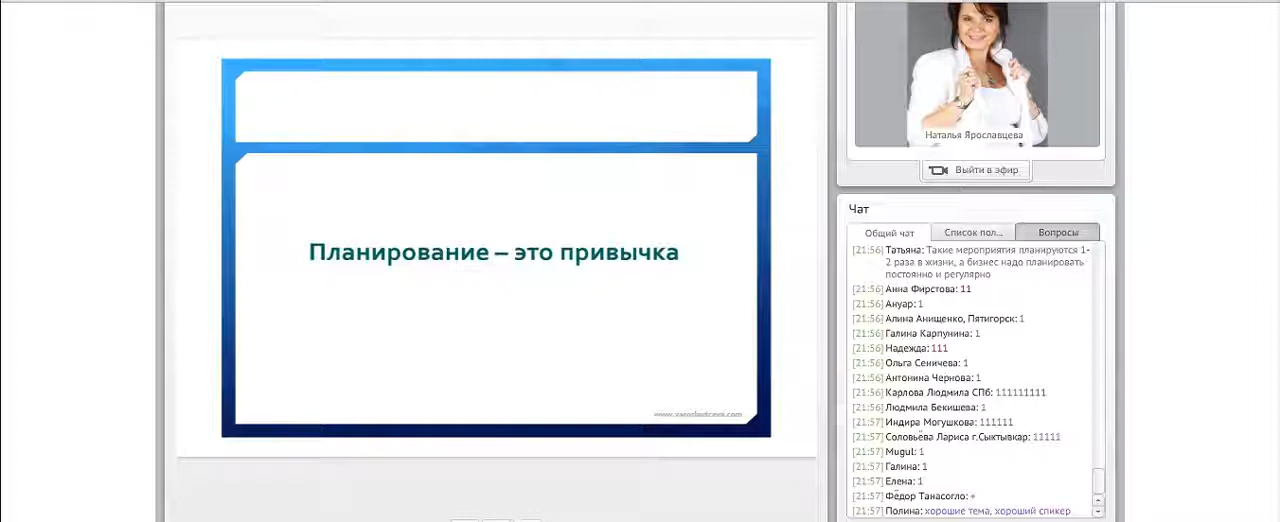 Планирование – это привычка
Наталья Ярославцева
Выйти в эфир
Чат
Общий чат
Список пол...
Вопросы
[21:56] Татьяна: Такие мероприятия планируются 1-
2 раза в жизни, а бизнес надо планировать
постоянно и регулярно
[21:56] Анна Фирстова: 11
[21:56] Ануар: 1
[21:56] Алина Анищенко, Пятигорск: 1
[21:56] Галина Карпунина: 1
[21:56] Надежда: 111
[21:56] Ольга Сеничева: 1
[21:56] Антонина Чернова: 1
[21:56] Карлова Людмила СПб: 111111111
[21:56] Людмила Бекишева: 1
[21:57] Индира Могушкова: 111111
[21:57] Соловьёва Лариса г.Сыктывкар: 11111
[21:57] Mugul: 1
[21:57] Галина: 1
[21:57] Елена: 1
[21:57] Фёдор Танасогло: +
[21:57] Полина: хорошие тема, хороший спикер